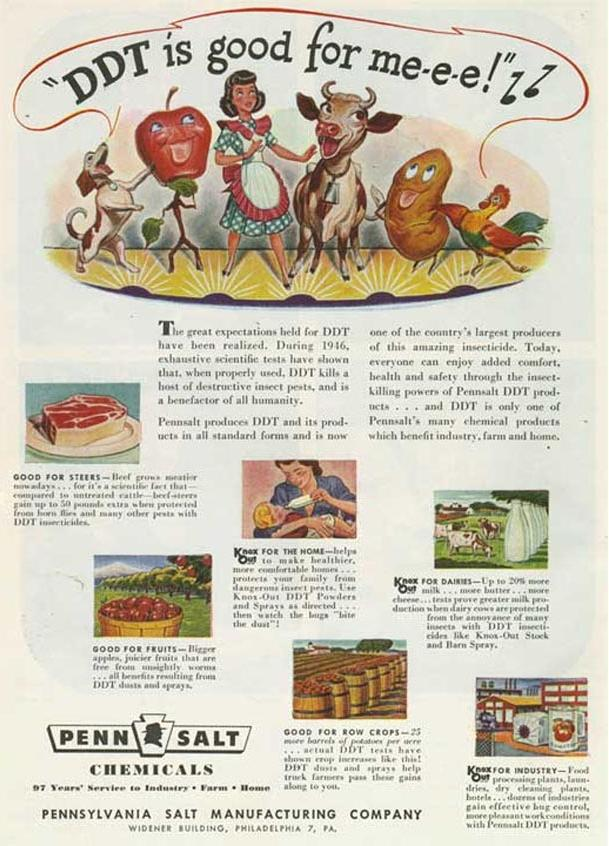 "DDT is good for me-e-e!"
The great expectations held for DDT
have been realized. During 1946,
exhaustive scientific tests have shown
that, when properly used, DDT kills a
host of destructive insect pests, and is
a benefactor of all humanity.
Pennsalt produces DDT and its prod-
ucts in all standard forms and is now
one of the country's largest producers
of this amazing insecticide. Today,
everyone can enjoy added comfort,
health and safety through the insect-
killing powers of Pennsalt DDT prod-
ucts . . . and DDT is only one of
Pennsalt's many chemical products
which benefit industry, farm and home.
GOOD FOR STEERS—Beef grows meatier
nowadays . . . for it's a scientific fact that—
compared to untreated cattle—beef-steers
gain up to 50 pounds extra when protected
from horn flies and many other pests with
DDT insecticides.
Knox Out FOR THE HOME—helps
to make healthier,
more comfortable homes . . .
protects your family from
dangerous insect pests. Use
Knox-Out DDT Powders
and Sprays as directed . . .
then watch the bugs "bite
the dust"!
Knox Out FOR DAIRIES—Up to 20% more
milk . . . more butter . . . more
cheese . . . tests prove greater milk pro-
duction when dairy cows are protected
from the annoyance of many
insects with DDT insecti-
cides like Knox-Out Stock
and Barn Spray.
GOOD FOR FRUITS—Bigger
apples, juicier fruits that are
free from unsightly worms
. . . all benefits resulting from
DDT dusts and sprays.
GOOD FOR ROW CROPS—25
more barrels of potatoes per acre
. . . actual DDT tests have
shown crop increases like this!
DDT dusts and sprays help
truck farmers pass these gains
along to you.
Knox Out FOR INDUSTRY—Food
processing plants, laun-
dries, dry cleaning plants,
hotels . . . dozens of industries
gain effective bug control,
more pleasant work conditions
with Pennsalt DDT products.
PENN SALT
CHEMICALS
97 Years' Service to Industry • Farm • Home
PENNSYLVANIA SALT MANUFACTURING COMPANY
WIDENER BUILDING, PHILADELPHIA 7, PA.